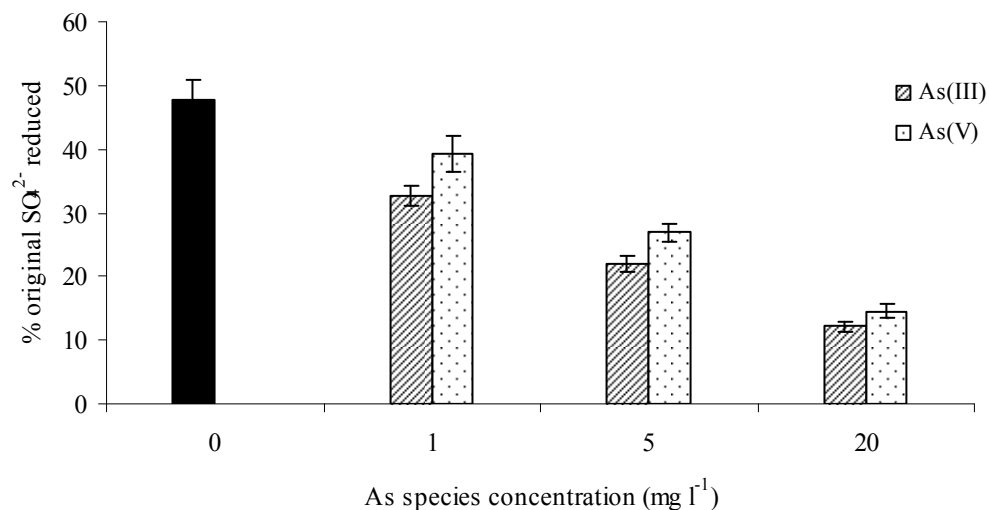 60
50
40
30
20
10
0
% original SO₄²⁻ reduced
As(III)
As(V)
0 1 5 20
As species concentration (mg l⁻¹)